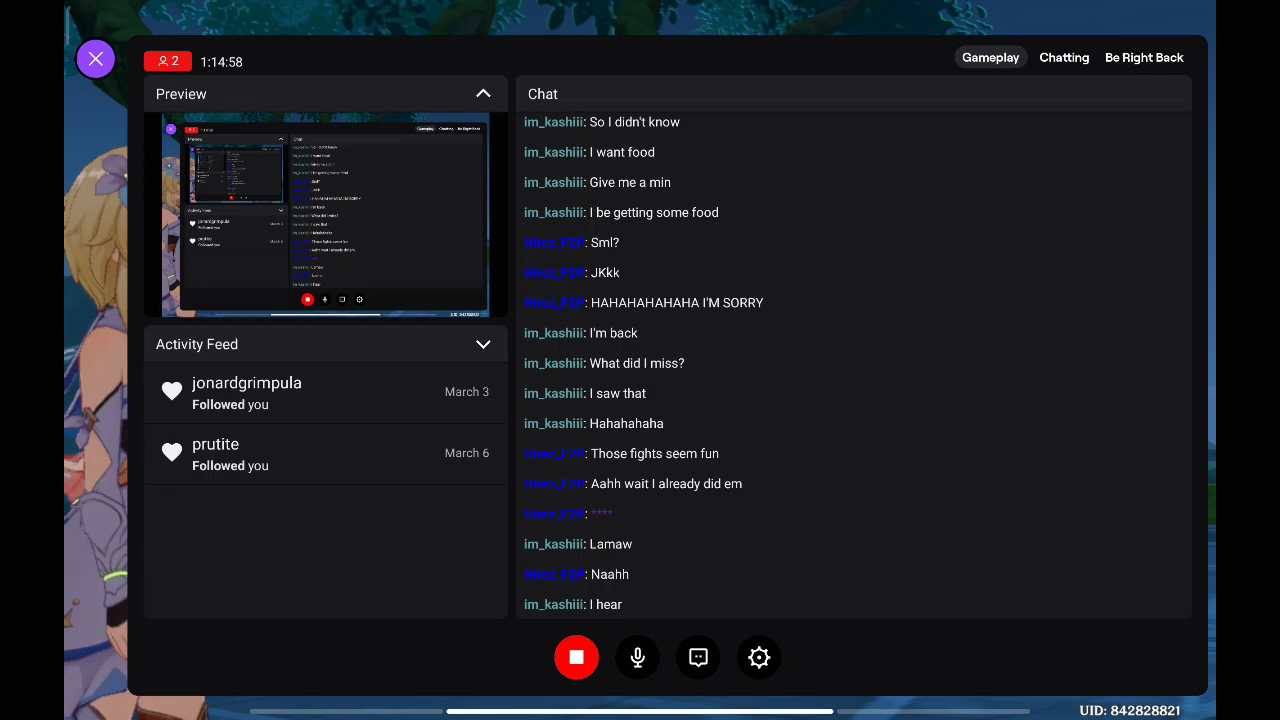 2
1:14:58
Gameplay
Chatting
Be Right Back
Preview
Chat
im_kashiii: So I didn't know
im_kashiii: I want food
im_kashiii: Give me a min
im_kashiii: I be getting some food
Hirez_F2P: Sml?
Hirez_F2P: JKkk
Hirez_F2P: HAHAHAHAHAHA I'M SORRY
im_kashiii: I'm back
im_kashiii: What did I miss?
im_kashiii: I saw that
im_kashiii: Hahahahaha
Hirez_F2P: Those fights seem fun
Hirez_F2P: Aahh wait I already did em
Hirez_F2P: ****
im_kashiii: Lamaw
Hirez_F2P: Naahh
im_kashiii: I hear
Activity Feed
jonardgrimpula
Followed you
March 3
prutite
Followed you
March 6
UID: 842828821